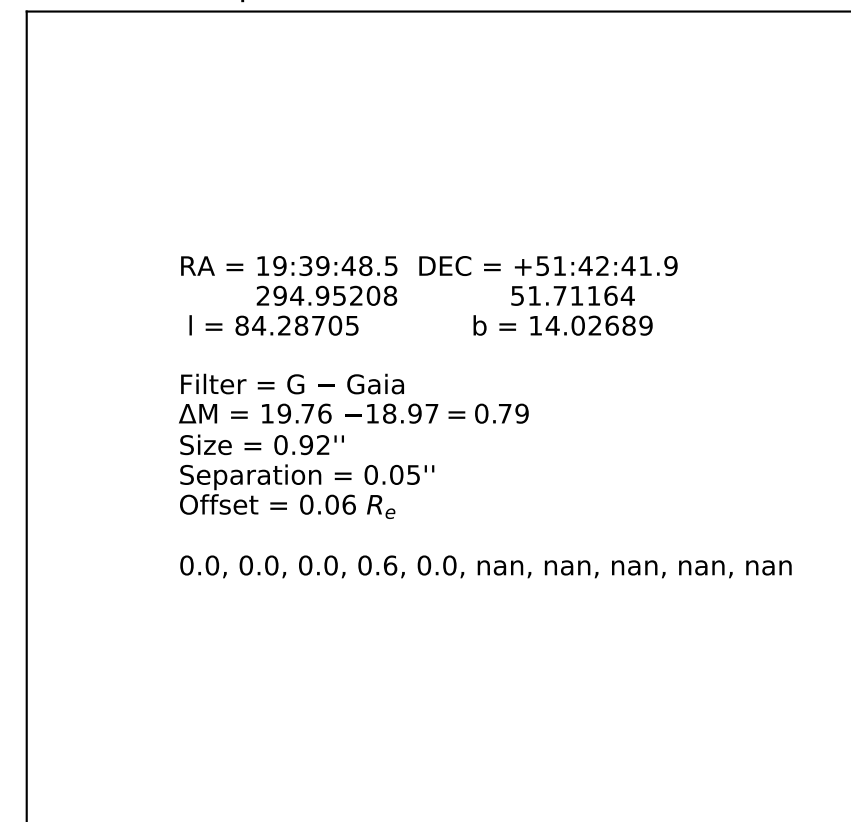 RA = 19:39:48.5 DEC = +51:42:41.9
294.95208 51.71164
l = 84.28705 b = 14.02689
Filter = G − Gaia
ΔM = 19.76 −18.97 = 0.79
Size = 0.92''
Separation = 0.05''
Offset = 0.06 Rₑ
0.0, 0.0, 0.0, 0.6, 0.0, nan, nan, nan, nan, nan